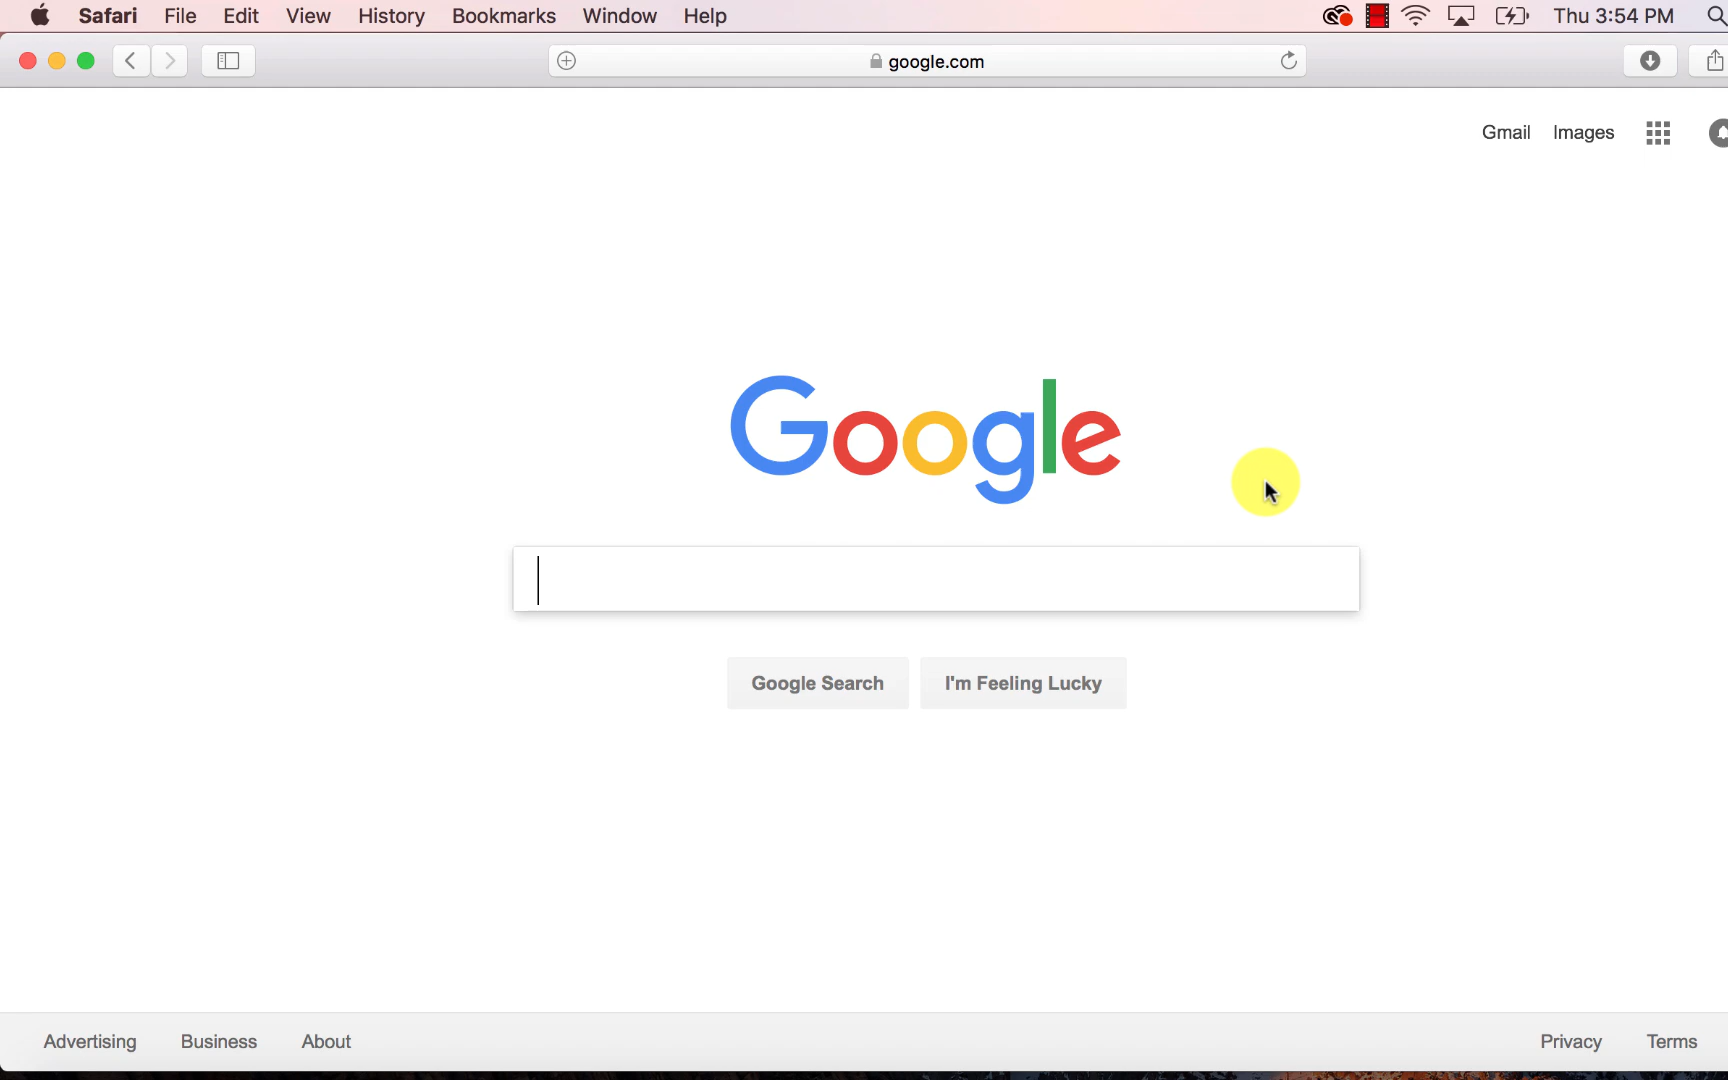 Safari File Edit View History Bookmarks Window Help Thu 3:54 PM
google.com
Gmail Images
Google
Google Search I'm Feeling Lucky
Advertising Business About Privacy Terms